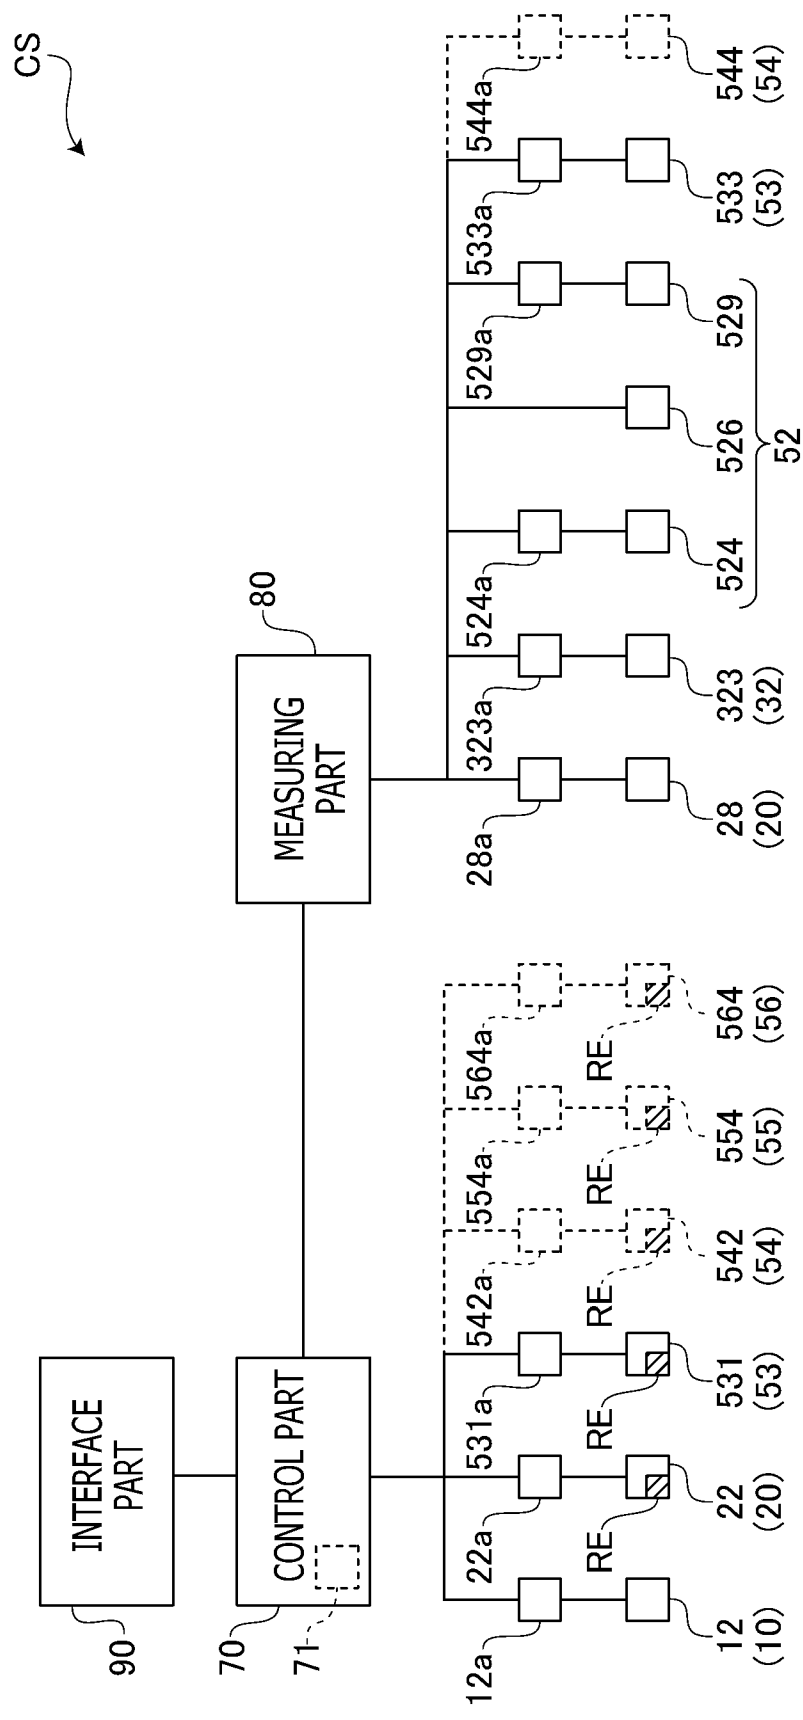 CS
INTERFACE
PART
90
CONTROL PART
70
71
MEASURING
PART
80
12a
22a
531a
542a
554a
564a
28a
323a
524a
529a
533a
544a
RE
RE
RE
RE
RE
12
(10)
22
(20)
531
(53)
542
(54)
554
(55)
564
(56)
28
(20)
323
(32)
524
526
529
52
533
(53)
544
(54)